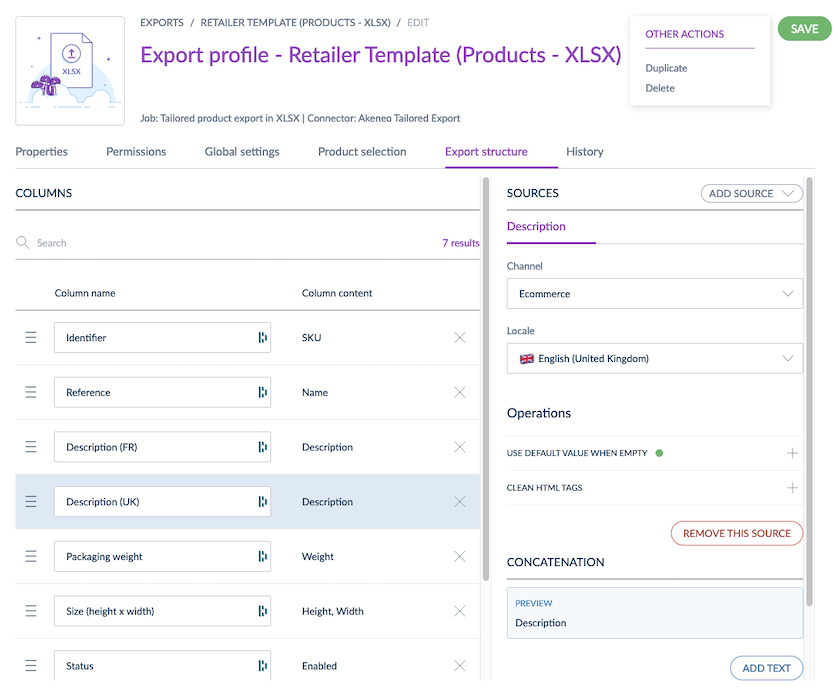 EXPORTS / RETAILER TEMPLATE (PRODUCTS - XLSX) / EDIT
Export profile - Retailer Template (Products - XLSX)
XLSX
Job: Tailored product export in XLSX | Connector: Akeneo Tailored Export
OTHER ACTIONS
Duplicate
Delete
SAVE
Properties Permissions Global settings Product selection Export structure History
COLUMNS
Search 7 results
Column name Column content
Identifier SKU
Reference Name
Description (FR) Description
Description (UK) Description
Packaging weight Weight
Size (height x width) Height, Width
Status Enabled
SOURCES ADD SOURCE
Description
Channel
Ecommerce
Locale
English (United Kingdom)
Operations
USE DEFAULT VALUE WHEN EMPTY
CLEAN HTML TAGS
REMOVE THIS SOURCE
CONCATENATION
PREVIEW
Description
ADD TEXT